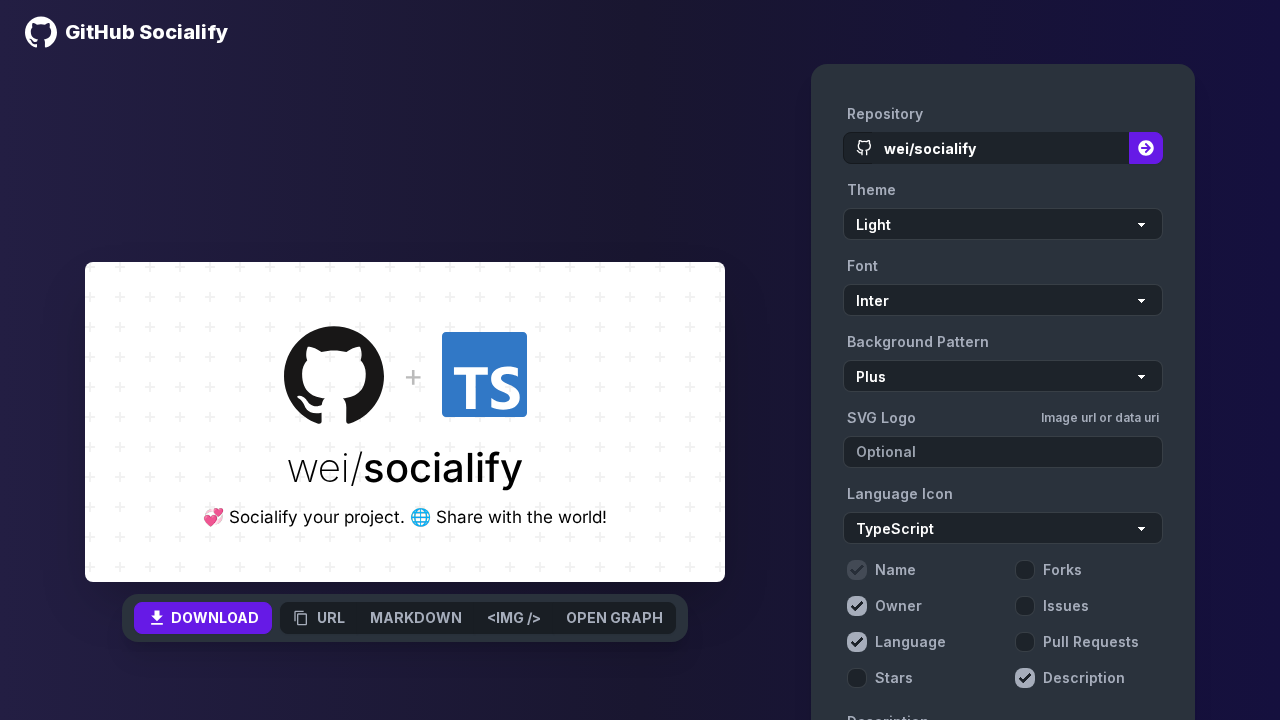 GitHub Socialify
Repository
wei/socialify
Theme
Light
Font
Inter
Background Pattern
Plus
SVG Logo
Image url or data uri
Optional
Language Icon
TypeScript
Name
Forks
Owner
Issues
Language
Pull Requests
Stars
Description
Description
+
TS
wei/socialify
💞 Socialify your project. 🌐 Share with the world!
DOWNLOAD
URL
MARKDOWN
<IMG />
OPEN GRAPH